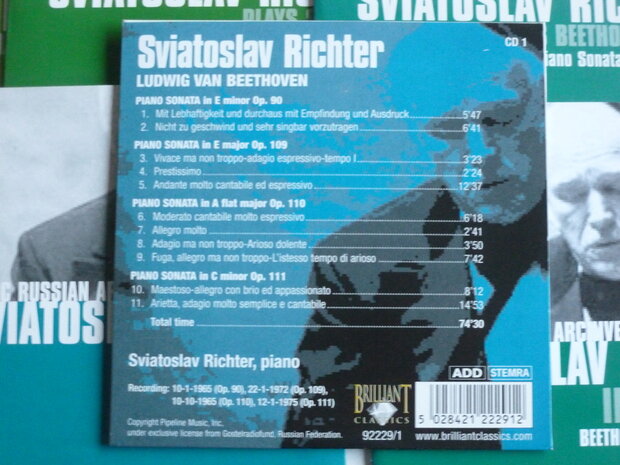 SVIATOSLAV RICH
PLAYS
SVIATOSLAV RIC
BEETHOVE
iano Sonata
Sviatoslav Richter
CD 1
LUDWIG VAN BEETHOVEN
PIANO SONATA in E minor Op. 90
1. Mit Lebhaftigkeit und durchaus mit Empfindung und Ausdruck 5'47
2. Nicht zu geschwind und sehr singbar vorzutragen 6'41
PIANO SONATA in E major Op. 109
3. Vivace ma non troppo-adagio espressivo-tempo I 3'23
4. Prestissimo 2'24
5. Andante molto cantabile ed espressivo 12'37
PIANO SONATA in A flat major Op. 110
6. Moderato cantabile molto espressivo 6'18
7. Allegro molto 2'41
8. Adagio ma non troppo-Arioso dolente 3'50
9. Fuga, allegro ma non troppo-L'istesso tempo di arioso 7'42
PIANO SONATA in C minor Op. 111
10. Maestoso-allegro con brio ed appassionato 8'12
11. Arietta, adagio molto semplice e cantabile 14'53
Total time 74'30
C RUSSIAN AR
VIATOS
ARCHIVE
LAV
Sviatoslav Richter, piano
Recording: 10-1-1965 (Op. 90), 22-1-1972 (Op. 109),
10-10-1965 (Op. 110), 12-1-1975 (Op. 111)
Copyright Pipeline Music, Inc.
under exclusive license from Gostelradiofund, Russian Federation.
BRILLIANT
CLASSICS
92229/1
ADD STEMRA
5 028421 222912
www.brilliantclassics.com